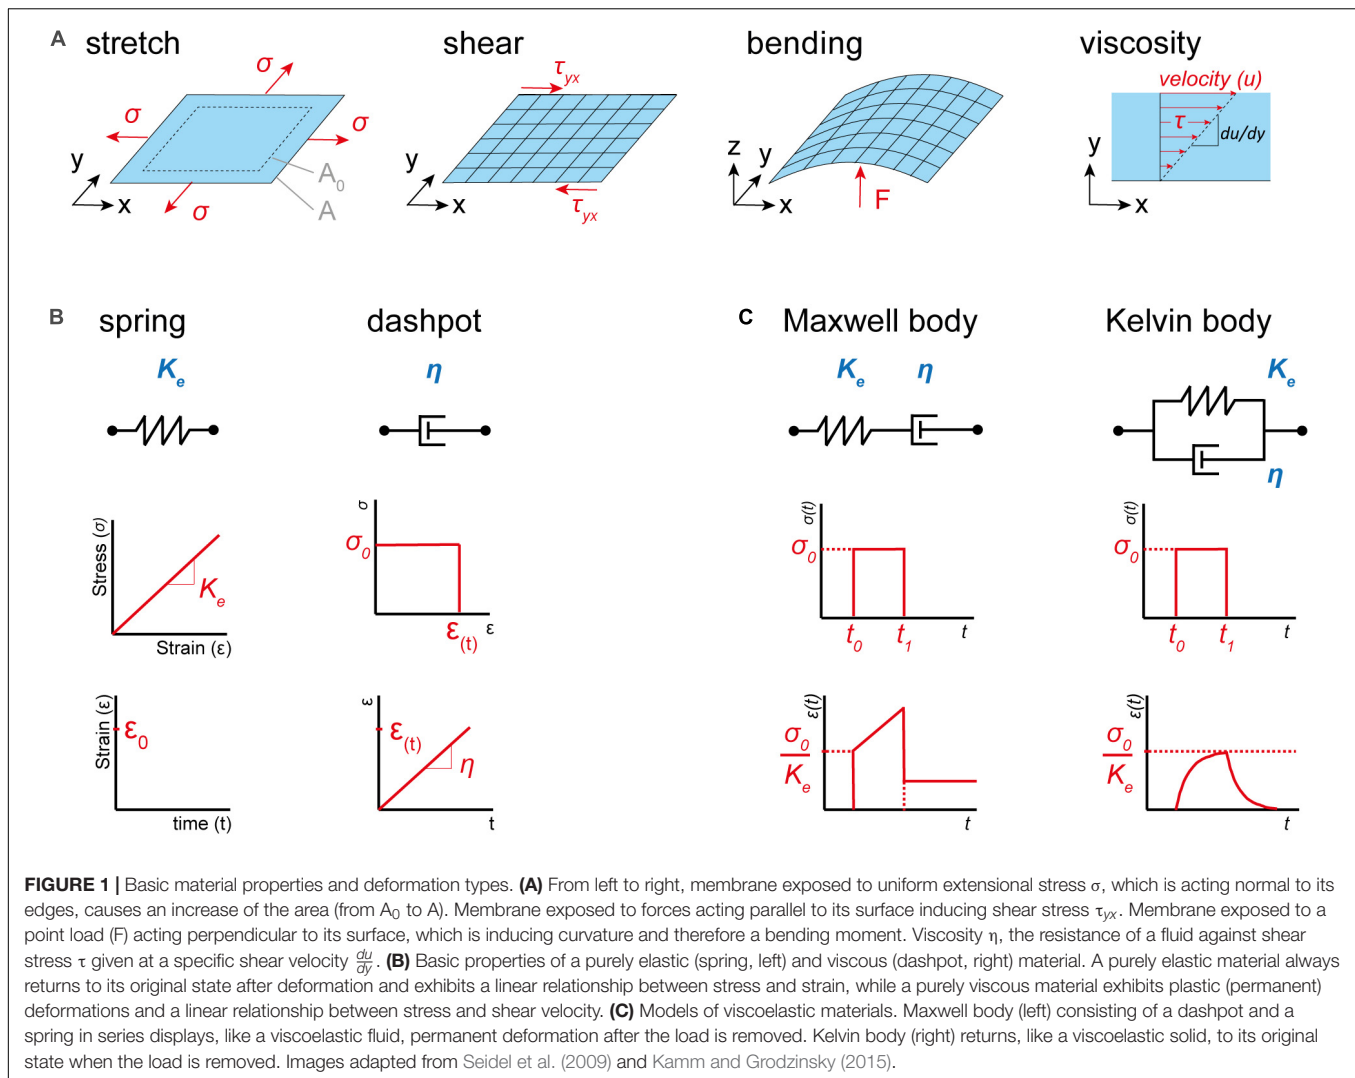 A stretch shear bending viscosity
σ σ σ σ
A₀
A
y x
τyx
τyx
y x
z y x
F
velocity (u)
τ
du/dy
y x
B spring dashpot
Kₑ η
Stress (σ)
Kₑ
Strain (ε)
σ
σ₀
ε(t) ε
Strain (ε)
ε₀
time (t)
ε
ε(t)
η
t
C Maxwell body Kelvin body
Kₑ η
Kₑ
η
σ(t)
σ₀
t₀ t₁ t
σ(t)
σ₀
t₀ t₁ t
ε(t)
σ₀
Kₑ
t
ε(t)
σ₀
Kₑ
t
FIGURE 1 | Basic material properties and deformation types. (A) From left to right, membrane exposed to uniform extensional stress σ, which is acting normal to its
edges, causes an increase of the area (from A₀ to A). Membrane exposed to forces acting parallel to its surface inducing shear stress τyx. Membrane exposed to a
point load (F) acting perpendicular to its surface, which is inducing curvature and therefore a bending moment. Viscosity η, the resistance of a fluid against shear
stress τ given at a specific shear velocity du/dy. (B) Basic properties of a purely elastic (spring, left) and viscous (dashpot, right) material. A purely elastic material always
returns to its original state after deformation and exhibits a linear relationship between stress and strain, while a purely viscous material exhibits plastic (permanent)
deformations and a linear relationship between stress and shear velocity. (C) Models of viscoelastic materials. Maxwell body (left) consisting of a dashpot and a
spring in series displays, like a viscoelastic fluid, permanent deformation after the load is removed. Kelvin body (right) returns, like a viscoelastic solid, to its original
state when the load is removed. Images adapted from Seidel et al. (2009) and Kamm and Grodzinsky (2015).